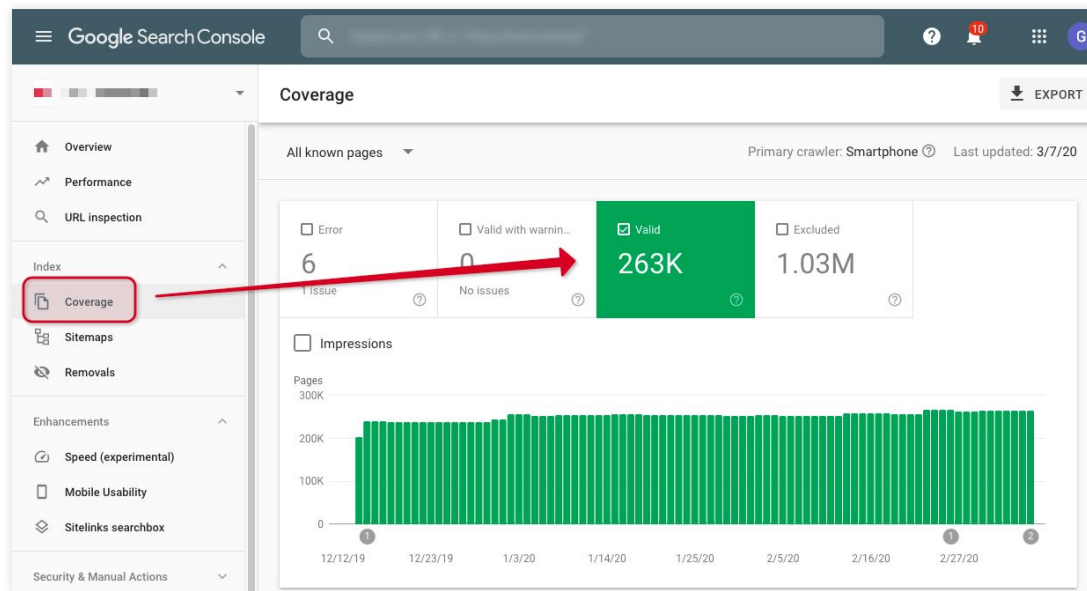 Google Search Console
10
G
Coverage
EXPORT
Overview
Performance
URL inspection
Index
Coverage
Sitemaps
Removals
Enhancements
Speed (experimental)
Mobile Usability
Sitelinks searchbox
Security & Manual Actions
All known pages
Primary crawler: Smartphone
Last updated: 3/7/20
Error
6
1 issue
Valid with warnin...
0
No issues
Valid
263K
Excluded
1.03M
Impressions
Pages
300K
200K
100K
0
1
1
2
12/12/19 12/23/19 1/3/20 1/14/20 1/25/20 2/5/20 2/16/20 2/27/20